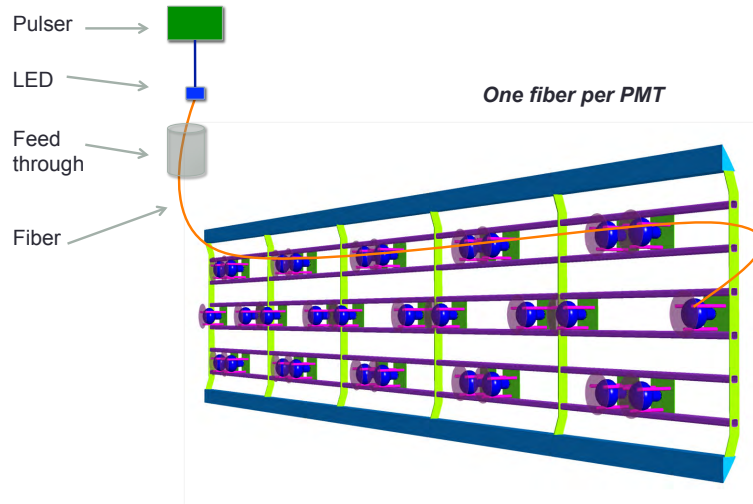 Pulser
LED
One fiber per PMT
Feed
through
Fiber